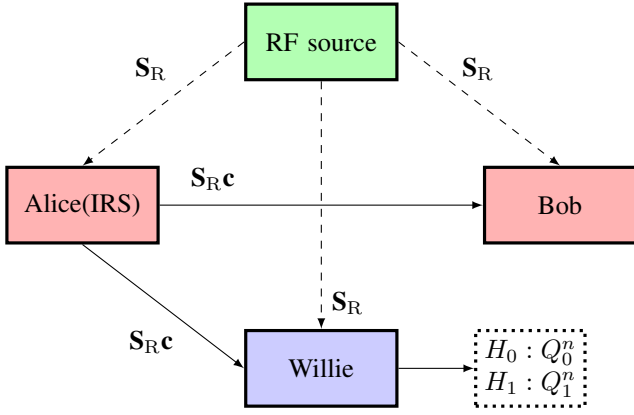 RF source
S_R
S_R
S_R c
Alice(IRS)
Bob
S_R
S_R c
Willie
H_0 : Q_0^n
H_1 : Q_1^n